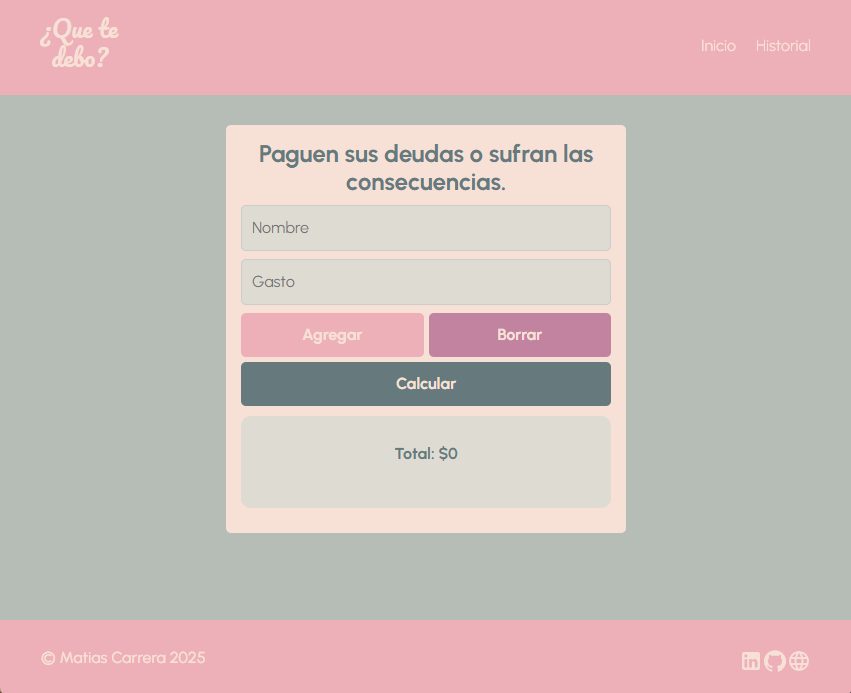 ¿Que te
debo?
Inicio
Historial
Paguen sus deudas o sufran las
consecuencias.
Nombre
Gasto
Agregar
Borrar
Calcular
Total: $0
© Matias Carrera 2025
in